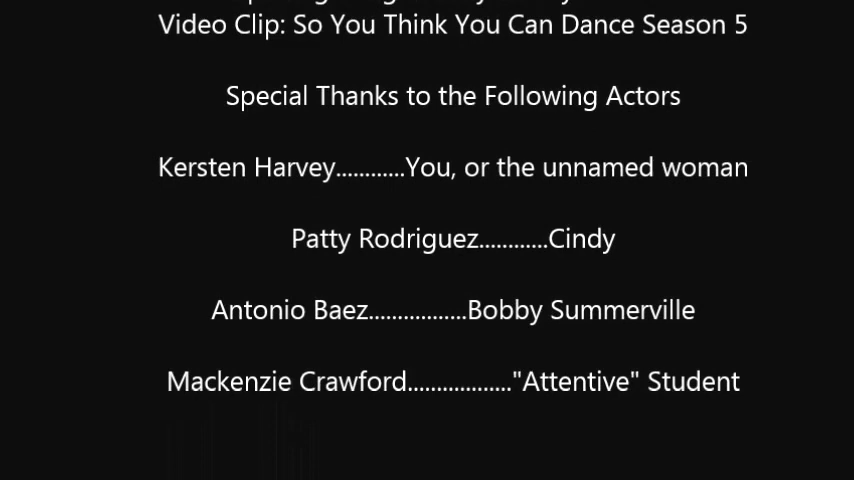 Video Clip: So You Think You Can Dance Season 5
Special Thanks to the Following Actors
Kersten Harvey............You, or the unnamed woman
Patty Rodriguez............Cindy
Antonio Baez.................Bobby Summerville
Mackenzie Crawford..................."Attentive" Student